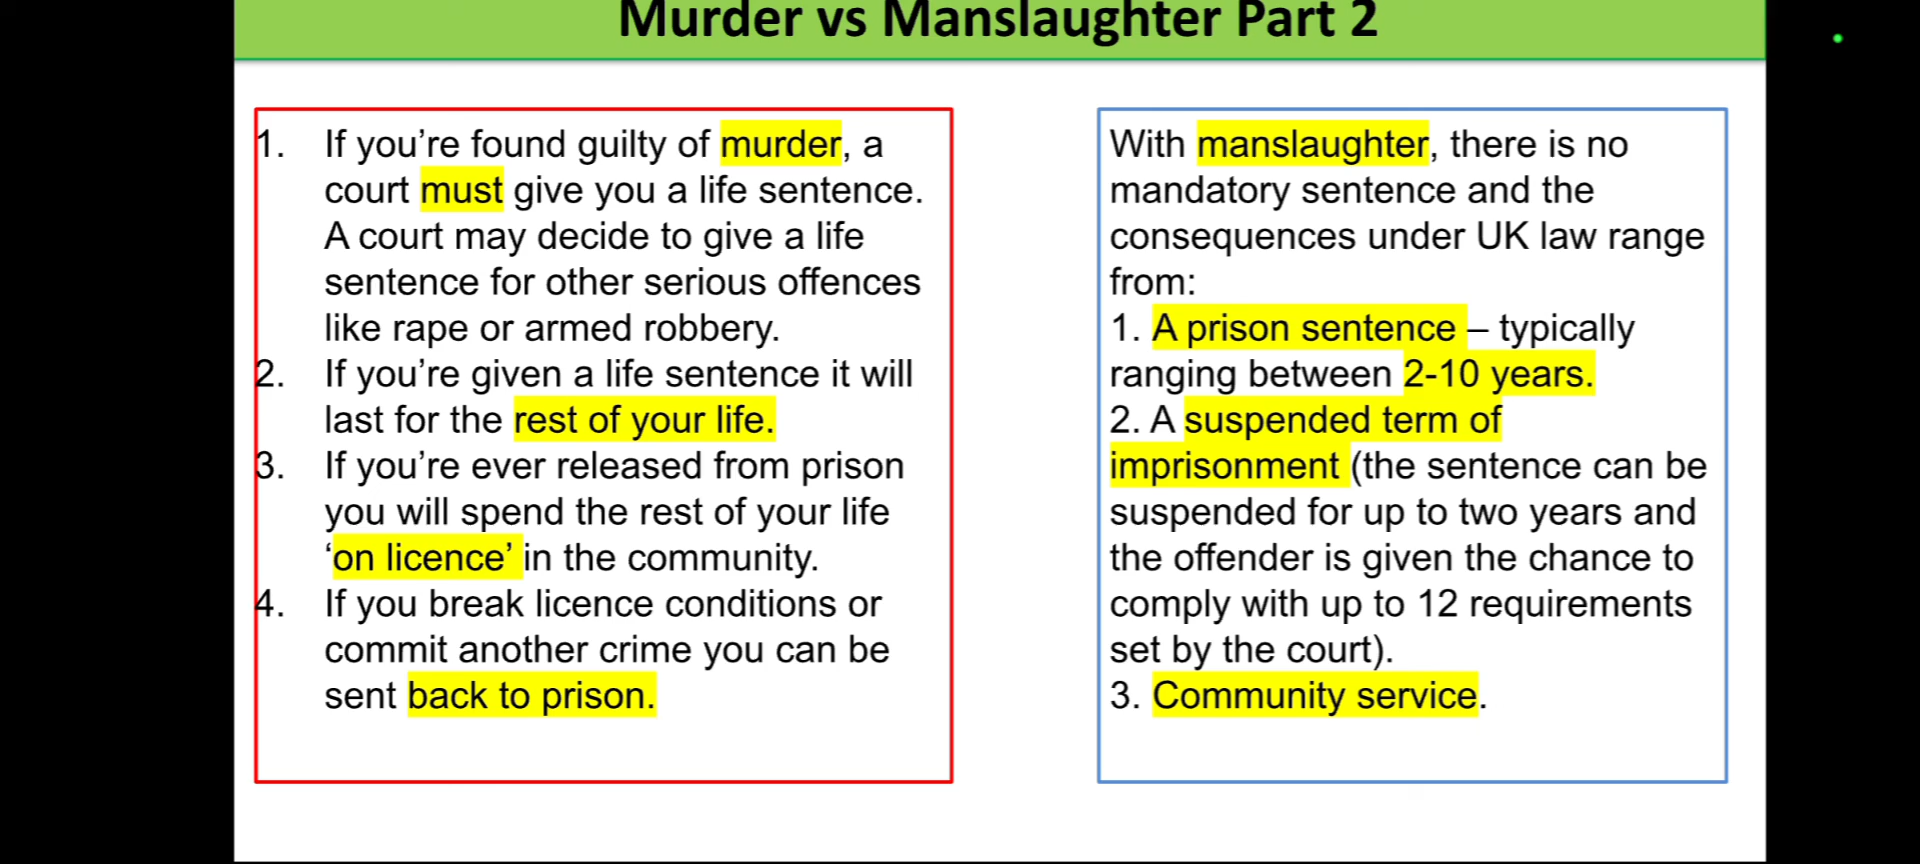 Murder vs Manslaughter Part 2
1. If you’re found guilty of murder, a
court must give you a life sentence.
A court may decide to give a life
sentence for other serious offences
like rape or armed robbery.
2. If you’re given a life sentence it will
last for the rest of your life.
3. If you’re ever released from prison
you will spend the rest of your life
‘on licence’ in the community.
4. If you break licence conditions or
commit another crime you can be
sent back to prison.
With manslaughter, there is no
mandatory sentence and the
consequences under UK law range
from:
1. A prison sentence – typically
ranging between 2-10 years.
2. A suspended term of
imprisonment (the sentence can be
suspended for up to two years and
the offender is given the chance to
comply with up to 12 requirements
set by the court).
3. Community service.